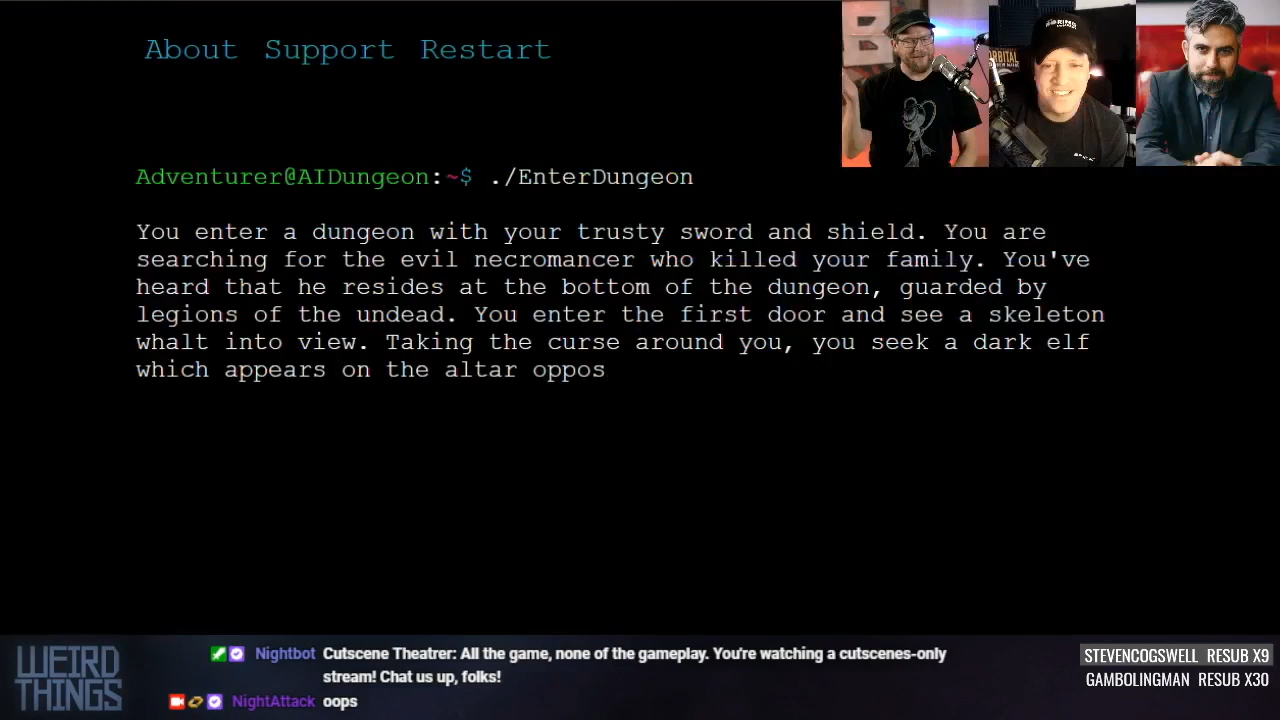 About Support Restart
Adventurer@AIDungeon:~$ ./EnterDungeon
You enter a dungeon with your trusty sword and shield. You are
searching for the evil necromancer who killed your family. You've
heard that he resides at the bottom of the dungeon, guarded by
legions of the undead. You enter the first door and see a skeleton
whalt into view. Taking the curse around you, you seek a dark elf
which appears on the altar oppos
WEIRD
THINGS
Nightbot Cutscene Theatrer: All the game, none of the gameplay. You're watching a cutscenes-only
stream! Chat us up, folks!
NightAttack oops
STEVENCOGSWELL RESUB X9
GAMBOLINGMAN RESUB X30